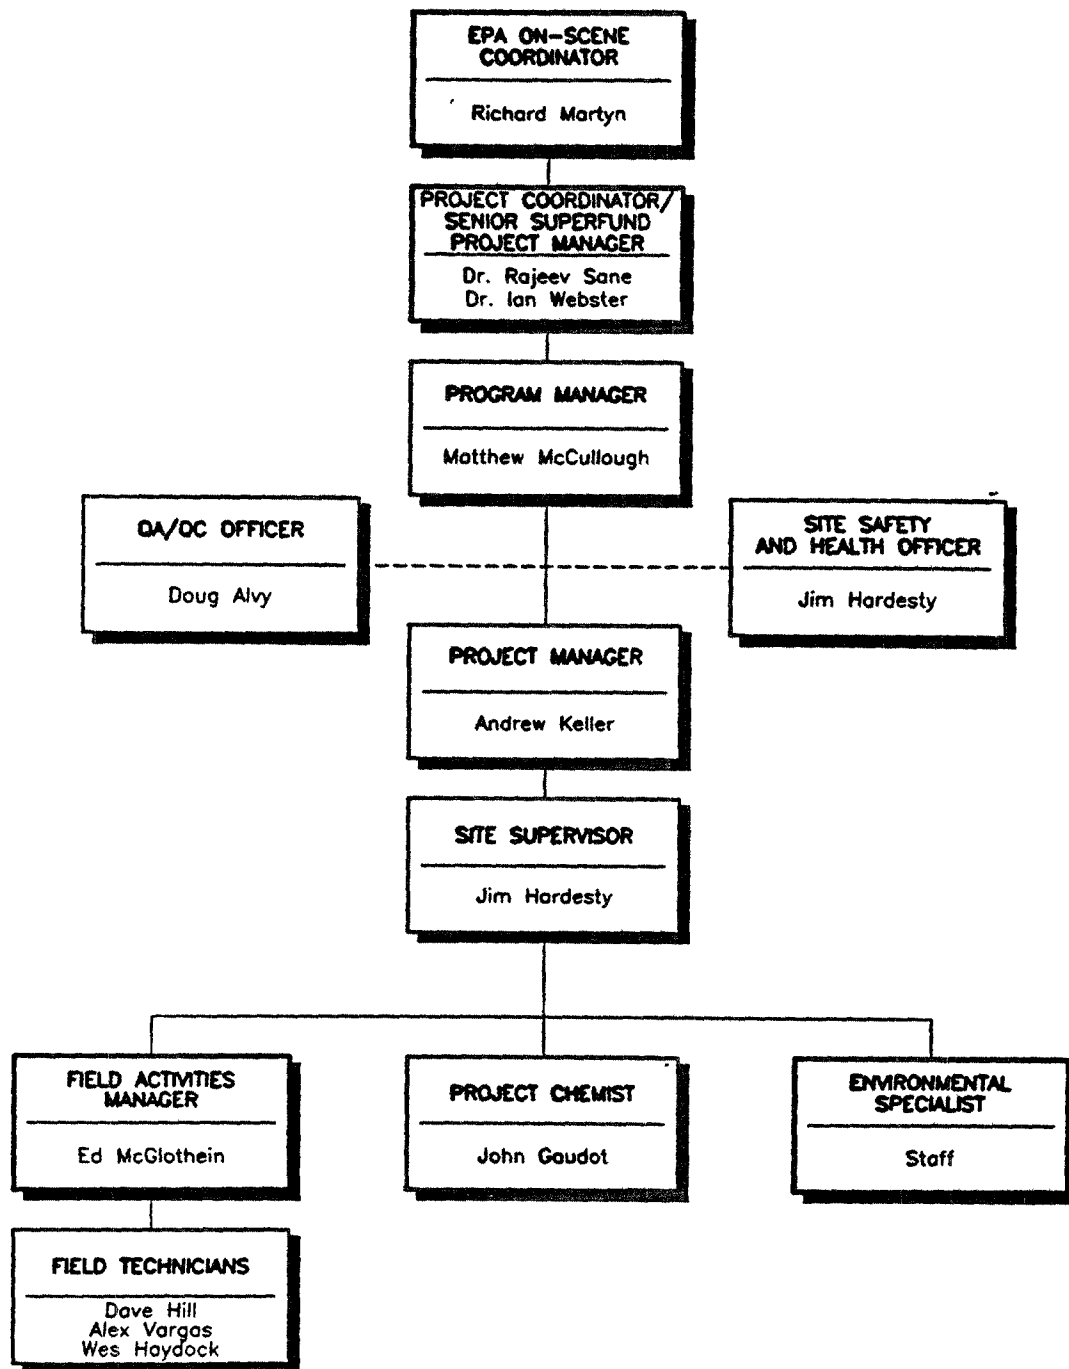 EPA ON-SCENE
COORDINATOR
Richard Martyn
PROJECT COORDINATOR/
SENIOR SUPERFUND
PROJECT MANAGER
Dr. Rajeev Sane
Dr. Ian Webster
PROGRAM MANAGER
Matthew McCullough
QA/QC OFFICER
Doug Alvy
SITE SAFETY
AND HEALTH OFFICER
Jim Hardesty
PROJECT MANAGER
Andrew Keller
SITE SUPERVISOR
Jim Hardesty
FIELD ACTIVITIES
MANAGER
Ed McGlothein
PROJECT CHEMIST
John Gaudot
ENVIRONMENTAL
SPECIALIST
Staff
FIELD TECHNICIANS
Dave Hill
Alex Vargas
Wes Haydock